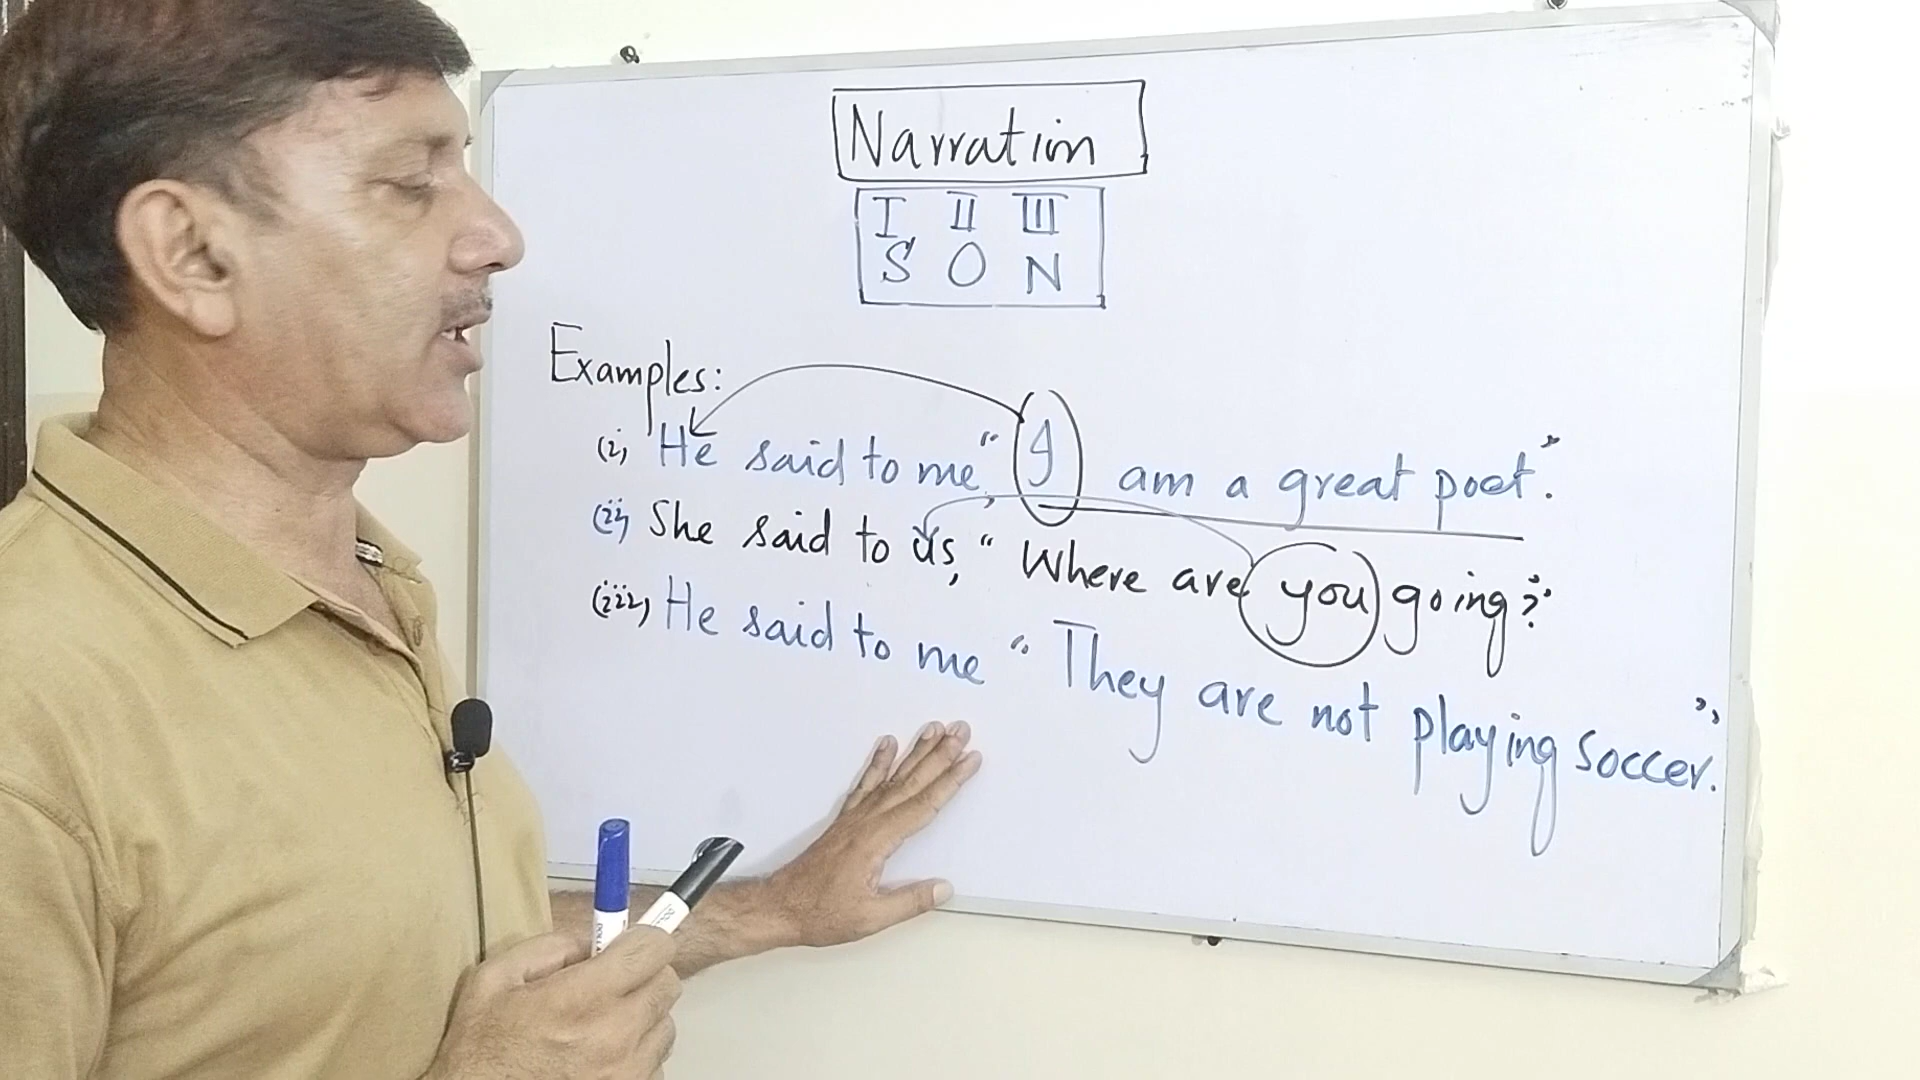 Narration
I II III
S O N
Examples:
(i) He said to me, "I am a great poet."
(ii) She said to us, "Where are you going?"
(iii) He said to me "They are not playing soccer."